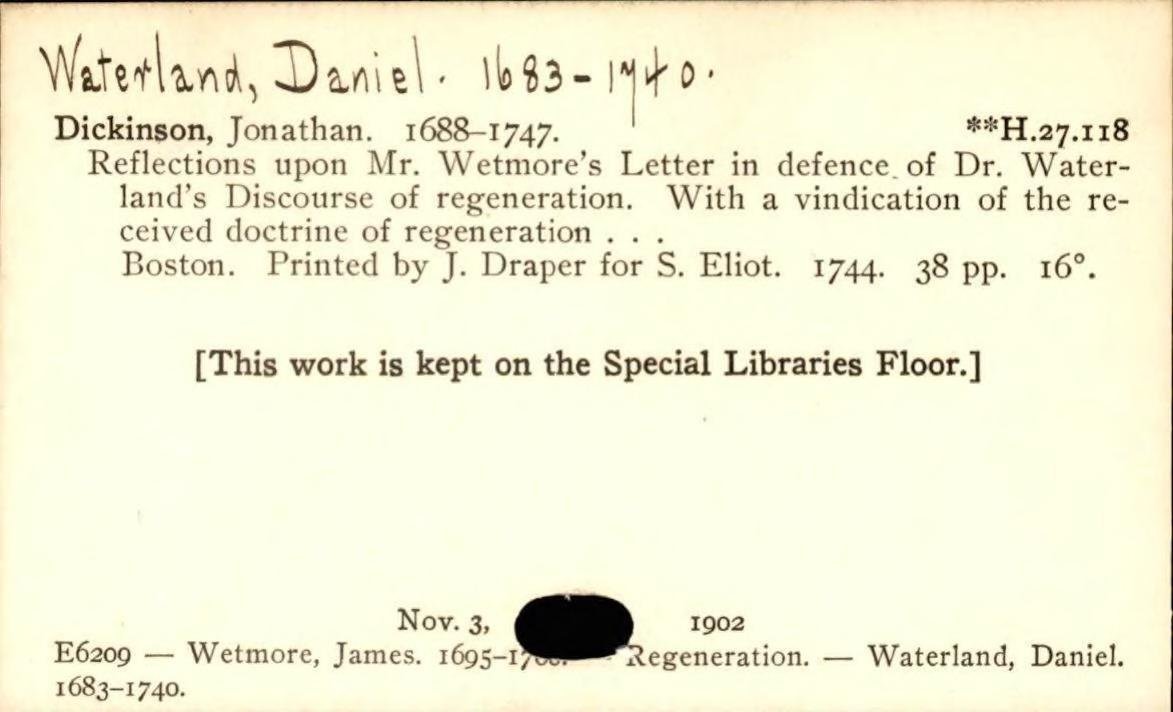 Waterland, Daniel. 1683-1740.
Dickinson, Jonathan. 1688–1747. **H.27.118
Reflections upon Mr. Wetmore's Letter in defence of Dr. Water-
land's Discourse of regeneration. With a vindication of the re-
ceived doctrine of regeneration . . .
Boston. Printed by J. Draper for S. Eliot. 1744. 38 pp. 16°.
[This work is kept on the Special Libraries Floor.]
Nov. 3, 1902
E6209 — Wetmore, James. — Regeneration. — Waterland, Daniel.
1683–1740.